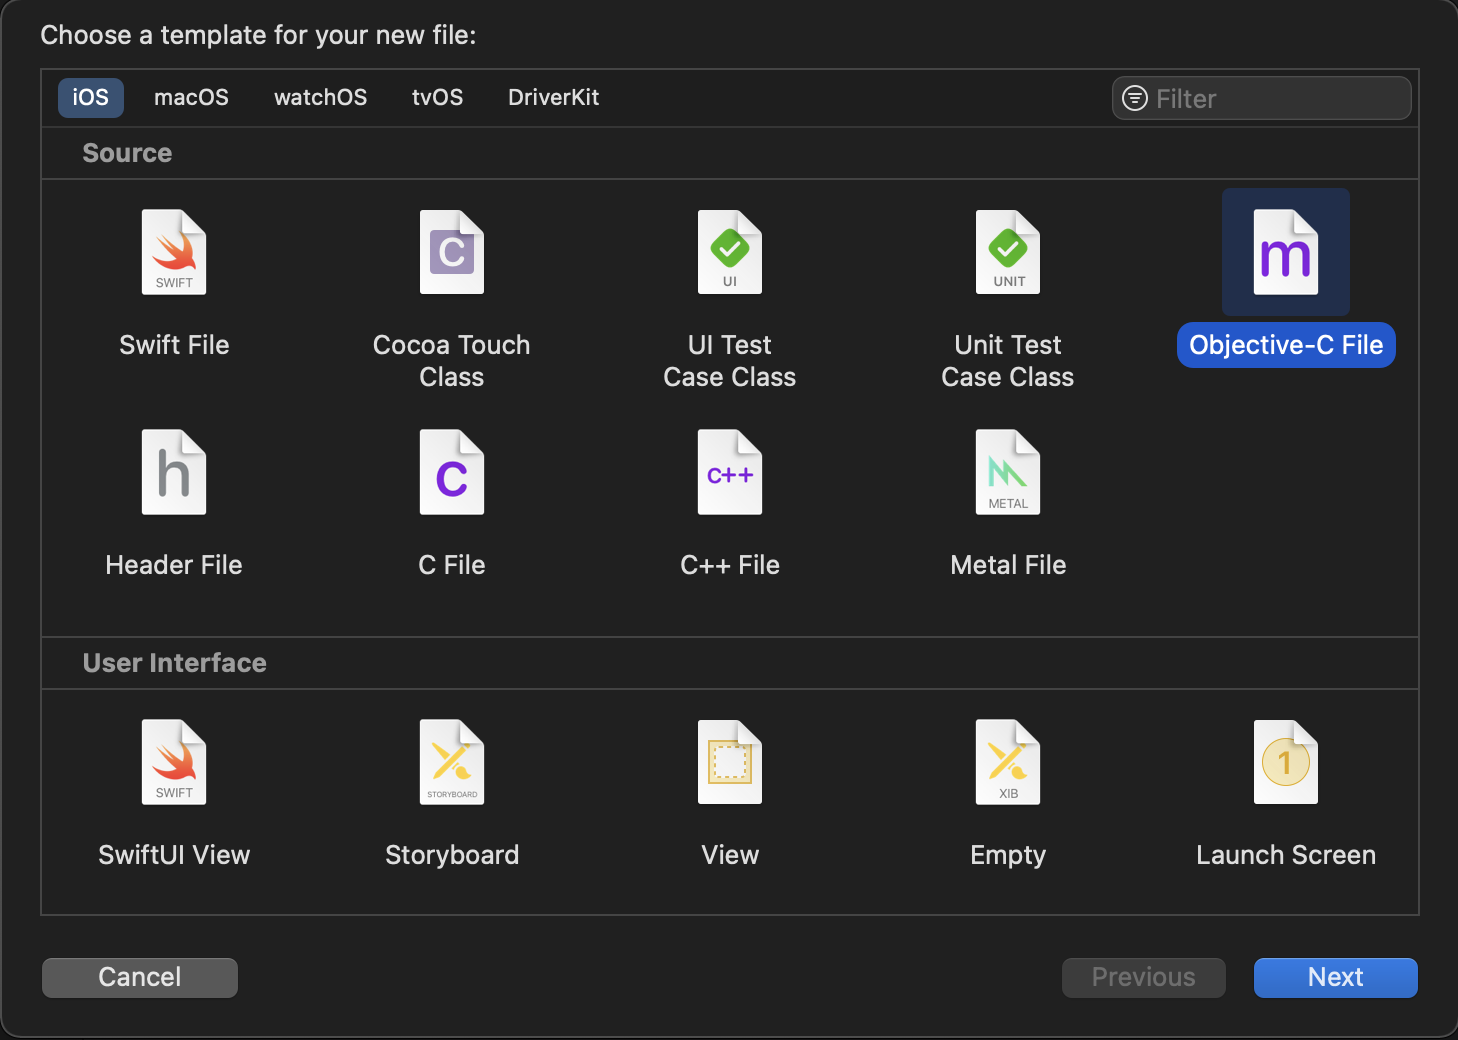 Choose a template for your new file:
iOS macOS watchOS tvOS DriverKit Filter
Source
SWIFT C UI UNIT m
Swift File Cocoa Touch Class UI Test Case Class Unit Test Case Class Objective-C File
h C C++ METAL
Header File C File C++ File Metal File
User Interface
SWIFT STORYBOARD XIB 1
SwiftUI View Storyboard View Empty Launch Screen
Cancel Previous Next